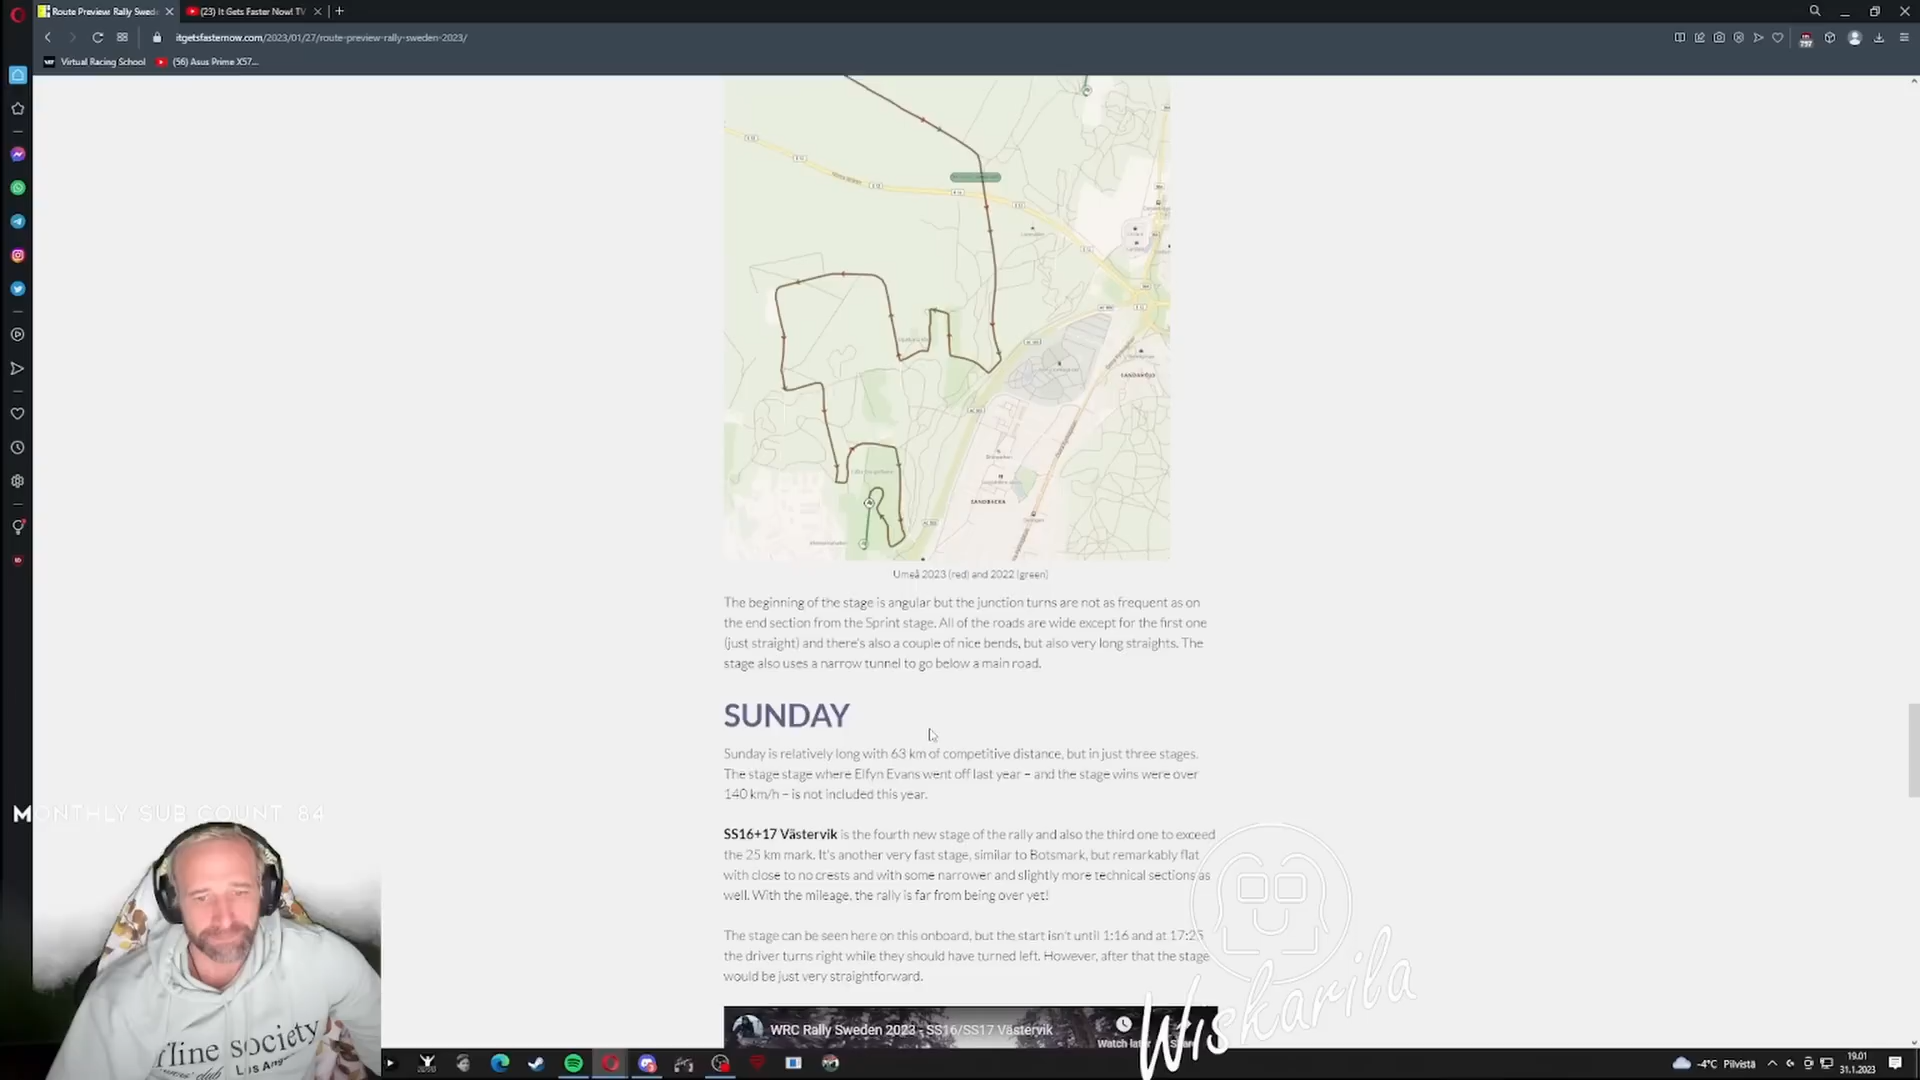 Route Preview: Rally Swed
(23) It Gets Faster Now! TV
itgetsfasternow.com/2023/01/27/route-preview-rally-sweden-2023/
Virtual Racing School
(56) Asus Prime X57...
SANDBACKA
Umeå 2023 (red) and 2022 (green)
The beginning of the stage is angular but the junction turns are not as frequent as on
the end section from the Sprint stage. All of the roads are wide except for the first one
(just straight) and there's also a couple of nice bends, but also very long straights. The
stage also uses a narrow tunnel to go below a main road.
SUNDAY
Sunday is relatively long with 63 km of competitive distance, but in just three stages.
The stage stage where Elfyn Evans went off last year – and the stage wins were over
140 km/h – is not included this year.
SS16+17 Västervik is the fourth new stage of the rally and also the third one to exceed
the 25 km mark. It's another very fast stage, similar to Botsmark, but remarkably flat
with close to no crests and with some narrower and slightly more technical sections as
well. With the mileage, the rally is far from being over yet!
The stage can be seen here on this onboard, but the start isn't until 1:16 and at 17:25
the driver turns right while they should have turned left. However, after that the stage
would be just very straightforward.
WRC Rally Sweden 2023 - SS16/SS17 Västervik
Watch later
MONTHLY SUB COUNT: 84
ffline society
Los Ang
Wiskarila
-4°C Pilvistä
19.01
31.1.2023